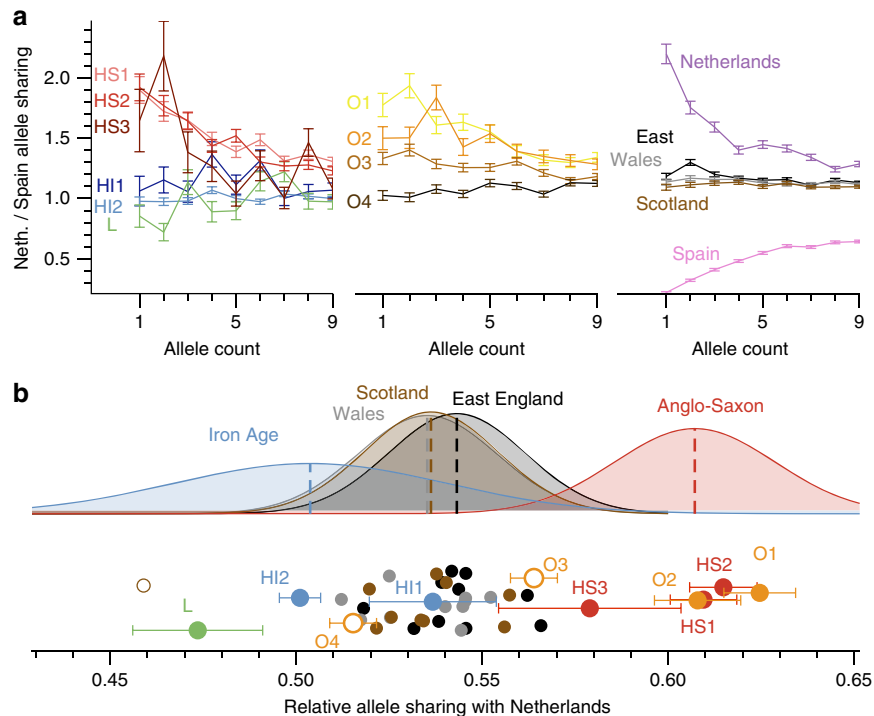 a
Neth. / Spain allele sharing
2.0
1.5
1.0
0.5
HS1
HS2
HS3
HI1
HI2
L
1 5 9
Allele count
O1
O2
O3
O4
1 5 9
Allele count
Netherlands
East
Wales
Scotland
Spain
1 5 9
Allele count
b
Iron Age
Scotland
Wales
East England
Anglo-Saxon
L
HI2
O4
HI1
O3
HS3
O2
HS1
HS2
O1
0.45 0.50 0.55 0.60 0.65
Relative allele sharing with Netherlands